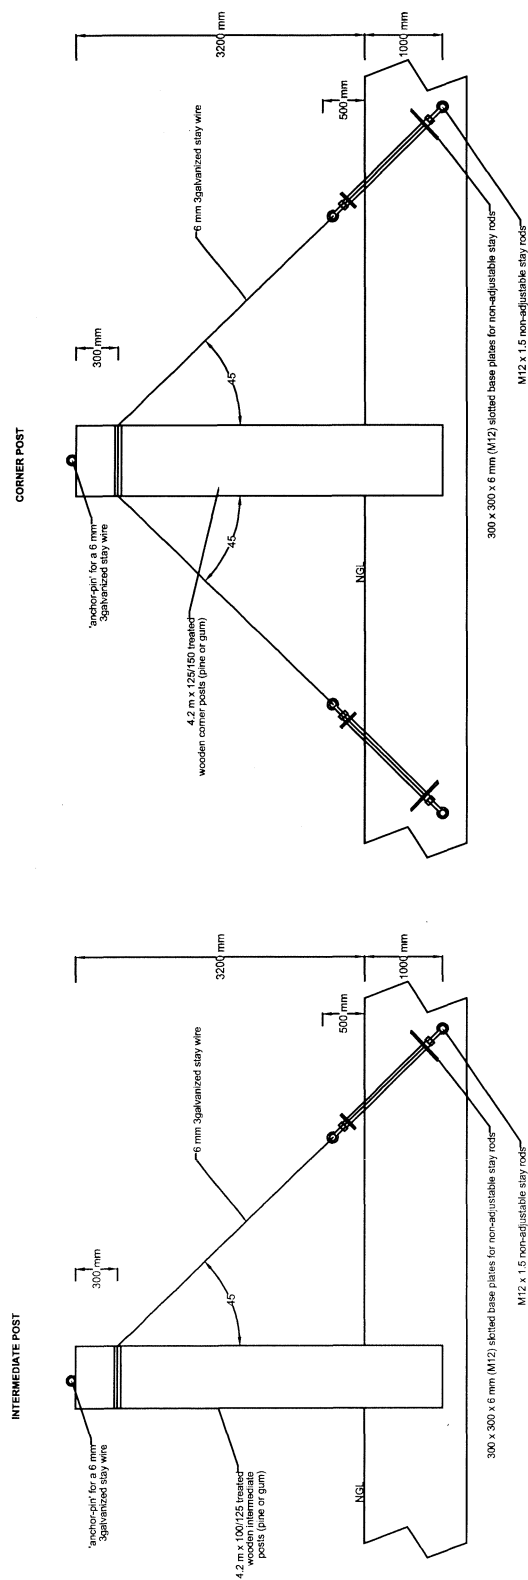 INTERMEDIATE POST
'anchor-pin' for a 6 mm
3galvanized stay wire
300 mm
6 mm 3galvanized stay wire
3200 mm
45
4.2 m x 100/125 treated
wooden intermediate
posts (pine or gum)
500 mm
1000 mm
NGL
300 x 300 x 6 mm (M12) slotted base plates for non-adjustable stay rods
M12 x 1.5 non-adjustable stay rods
CORNER POST
'anchor-pin' for a 6 mm
3galvanized stay wire
300 mm
6 mm 3galvanized stay wire
3200 mm
45
45
4.2 m x 125/150 treated
wooden corner posts (pine or gum)
500 mm
1000 mm
NGL
300 x 300 x 6 mm (M12) slotted base plates for non-adjustable stay rods
M12 x 1.5 non-adjustable stay rods